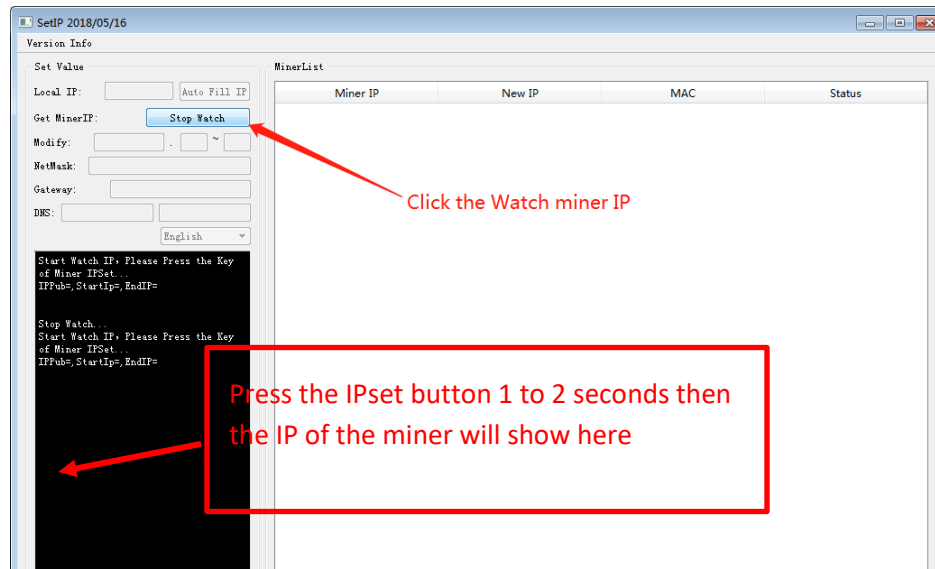 SetIP 2018/05/16
Version Info
Set Value
MinerList
Local IP:
Auto Fill IP
Miner IP
New IP
MAC
Status
Get MinerIP:
Stop Watch
Modify:
.
~
NetMask:
Gateway:
Click the Watch miner IP
DNS:
English
Start Watch IP, Please Press the Key
of Miner IPSet...
IPPub=,StartIp=,EndIP=
Stop Watch...
Start Watch IP, Please Press the Key
of Miner IPSet...
IPPub=,StartIp=,EndIP=
Press the IPset button 1 to 2 seconds then
the IP of the miner will show here